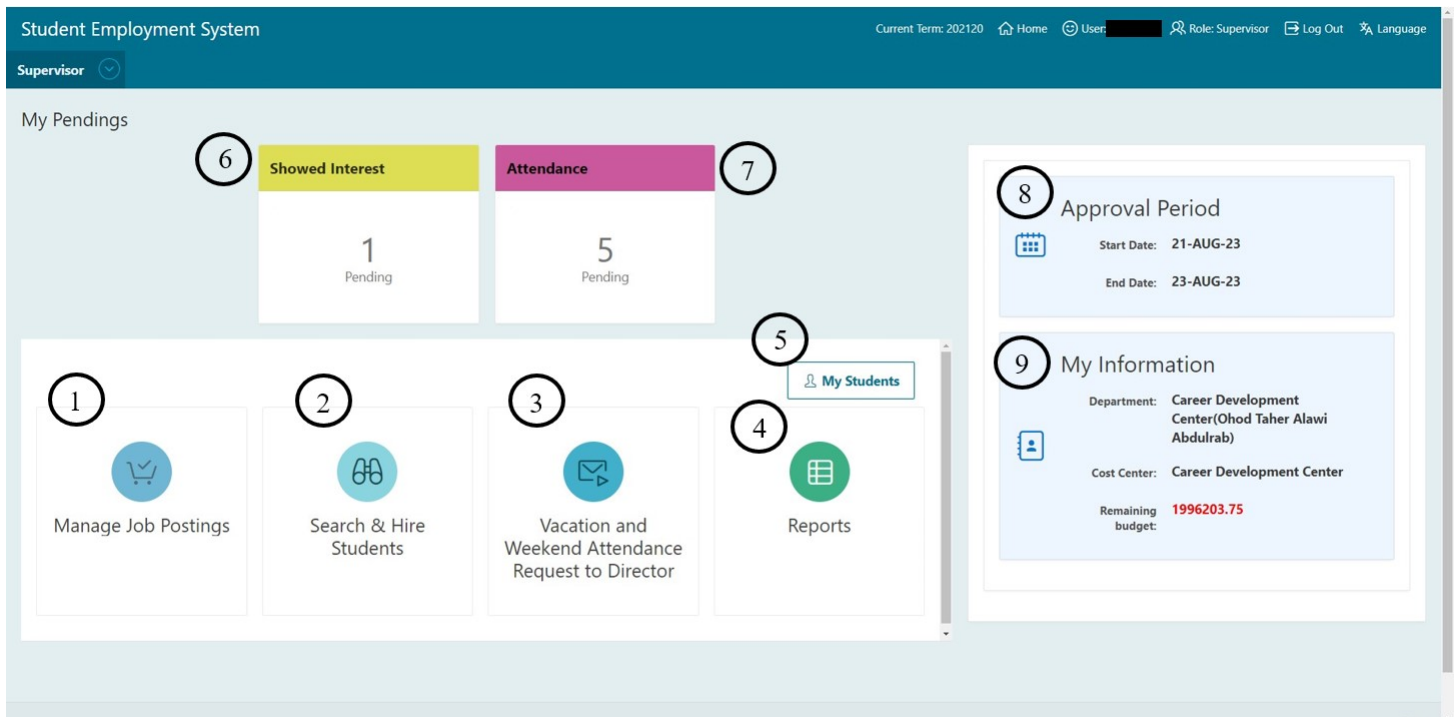 Student Employment System
Current Term: 202120 Home User: Role: Supervisor Log Out Language
Supervisor
My Pendings
6
Showed Interest
1
Pending
Attendance
7
5
Pending
8
Approval Period
Start Date: 21-AUG-23
End Date: 23-AUG-23
9
My Information
Department: Career Development
Center(Ohod Taher Alawi
Abdulrab)
Cost Center: Career Development Center
Remaining 1996203.75
budget:
5
My Students
1
Manage Job Postings
2
Search & Hire
Students
3
Vacation and
Weekend Attendance
Request to Director
4
Reports